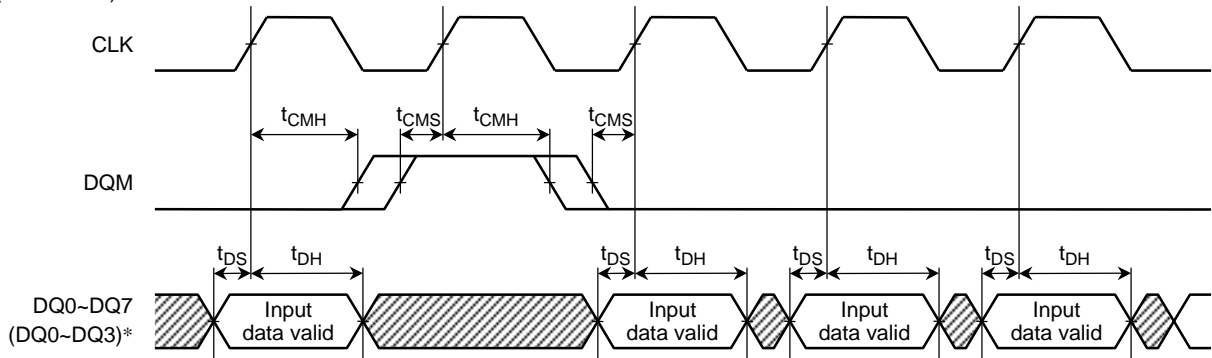 CLK
tCMH tCMS tCMH tCMS
DQM
tDS tDH tDS tDH tDS tDH tDS tDH
DQ0~DQ7
(DQ0~DQ3)*
Input data valid
Input data valid
Input data valid
Input data valid